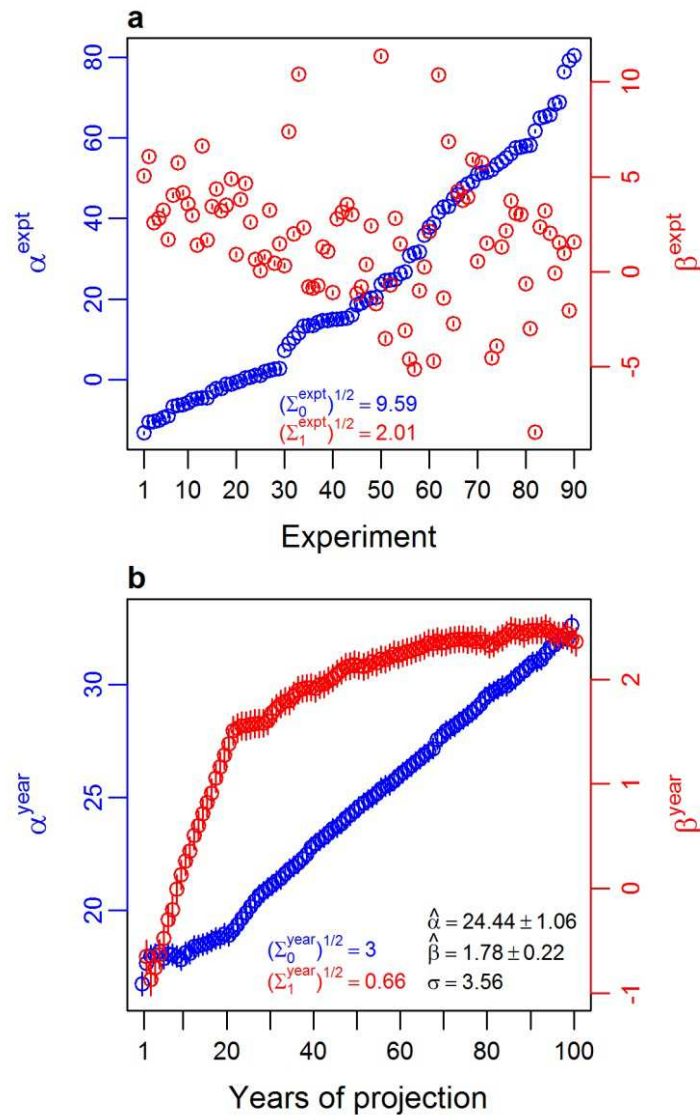 a
80
60
40
20
0
α^expt
10
5
0
-5
β^expt
(Σ₀^expt)^1/2 = 9.59
(Σ₁^expt)^1/2 = 2.01
1 10 20 30 40 50 60 70 80 90
Experiment
b
30
25
20
α^year
2
1
0
-1
β^year
α̂ = 24.44 ± 1.06
β̂ = 1.78 ± 0.22
σ = 3.56
(Σ₀^year)^1/2 = 3
(Σ₁^year)^1/2 = 0.66
1 20 40 60 80 100
Years of projection